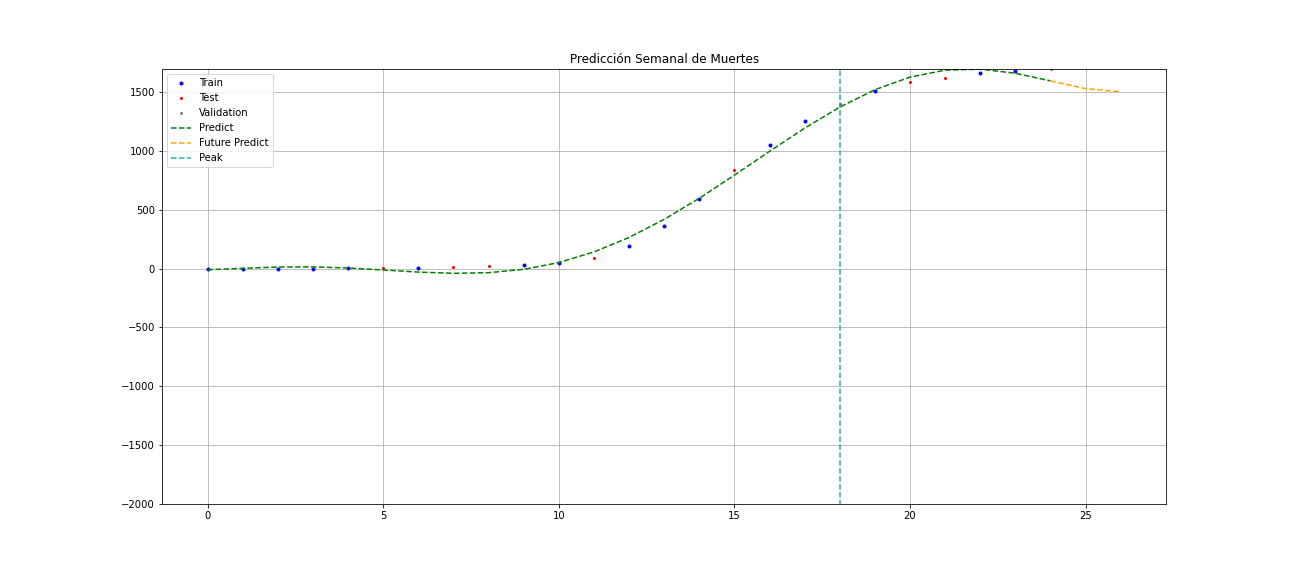 Predicción Semanal de Muertes
Train
Test
Validation
Predict
Future Predict
Peak
1500
1000
500
0
−500
−1000
−1500
−2000
0
5
10
15
20
25